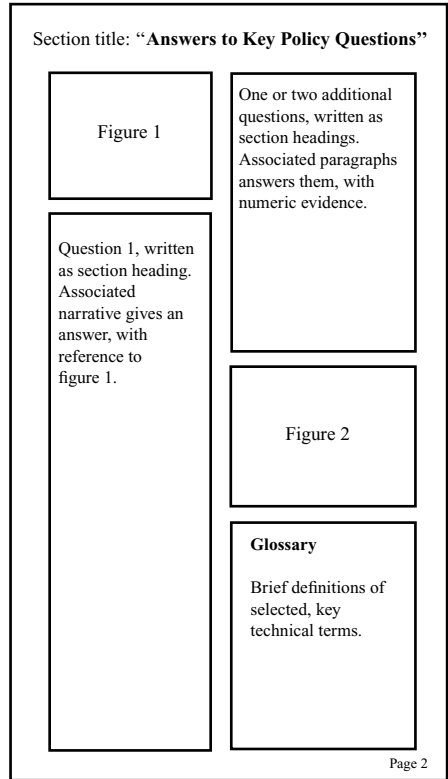 Section title: “Answers to Key Policy Questions”
Figure 1
Question 1, written
as section heading.
Associated
narrative gives an
answer, with
reference to
figure 1.
One or two additional
questions, written as
section headings.
Associated paragraphs
answers them, with
numeric evidence.
Figure 2
Glossary
Brief definitions of
selected, key
technical terms.
Page 2